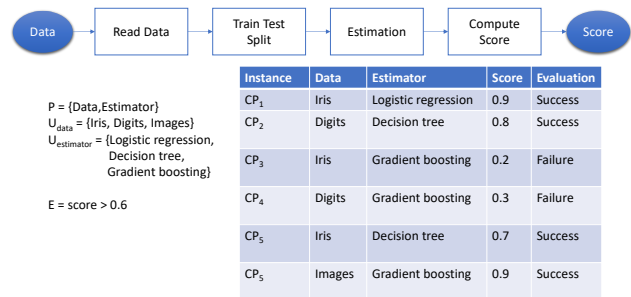 Data
Read Data
Train Test
Split
Estimation
Compute
Score
Score
P = {Data,Estimator}
U_data = {Iris, Digits, Images}
U_estimator = {Logistic regression,
Decision tree,
Gradient boosting}
E = score > 0.6
Instance Data Estimator Score Evaluation
CP₁ Iris Logistic regression 0.9 Success
CP₂ Digits Decision tree 0.8 Success
CP₃ Iris Gradient boosting 0.2 Failure
CP₄ Digits Gradient boosting 0.3 Failure
CP₅ Iris Decision tree 0.7 Success
CP₅ Images Gradient boosting 0.9 Success